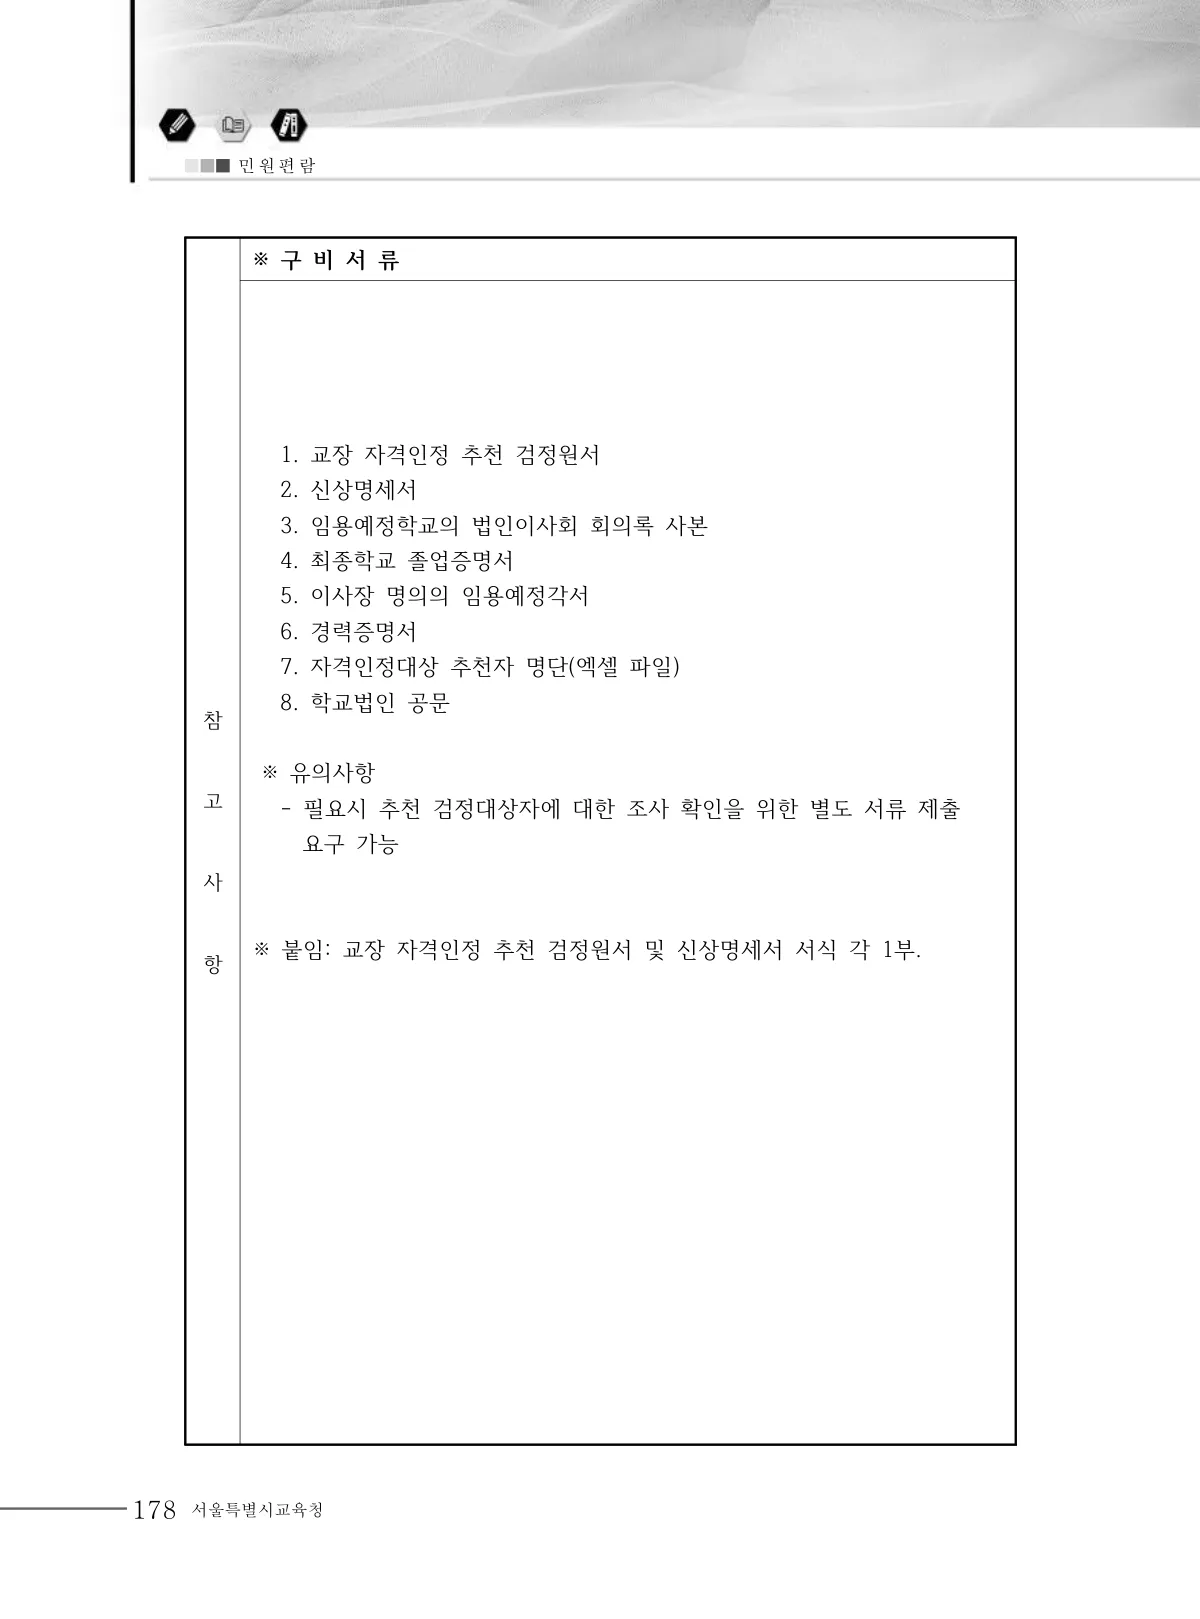 민원편람
※ 구 비 서 류
1. 교장 자격인정 추천 검정원서
2. 신상명세서
3. 임용예정학교의 법인이사회 회의록 사본
4. 최종학교 졸업증명서
5. 이사장 명의의 임용예정각서
6. 경력증명서
7. 자격인정대상 추천자 명단(엑셀 파일)
8. 학교법인 공문
참
고
사
항
※ 유의사항
- 필요시 추천 검정대상자에 대한 조사 확인을 위한 별도 서류 제출
요구 가능
※ 붙임: 교장 자격인정 추천 검정원서 및 신상명세서 서식 각 1부.
178 서울특별시교육청